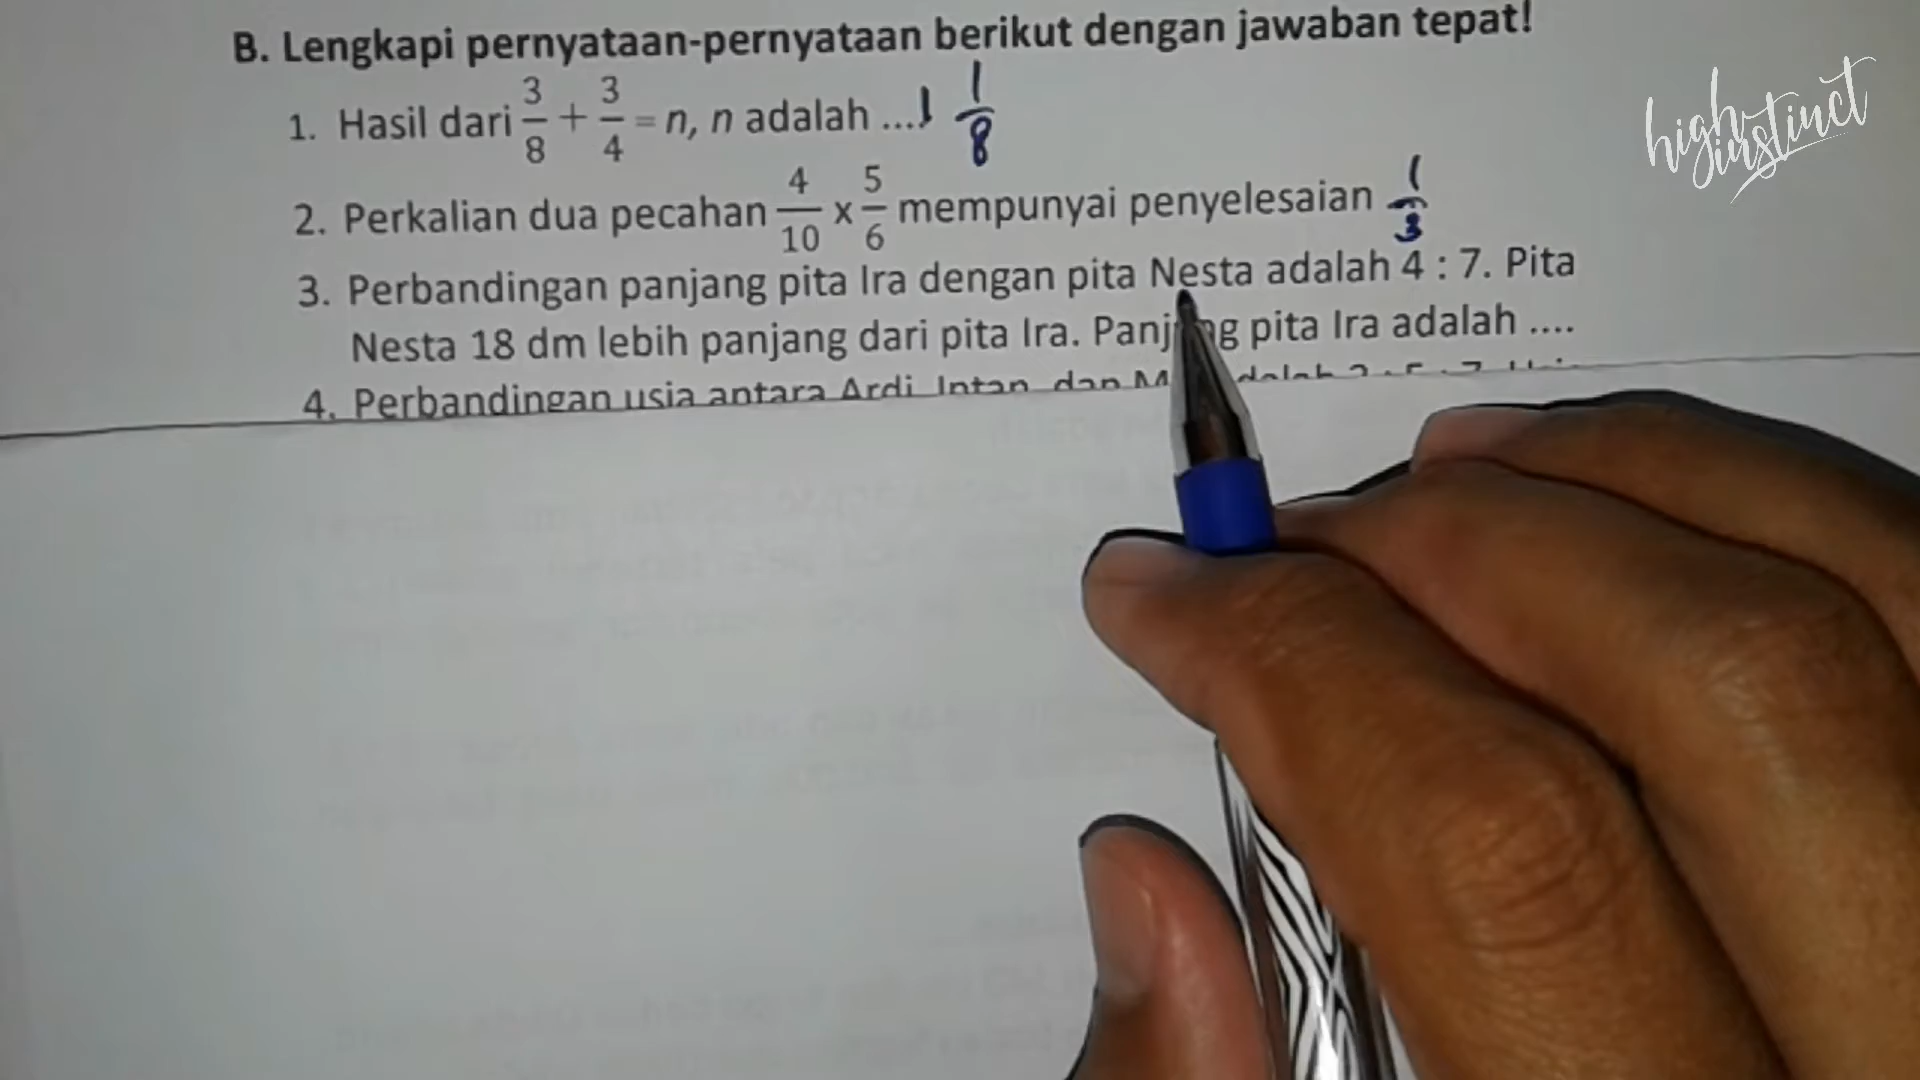 B. Lengkapi pernyataan-pernyataan berikut dengan jawaban tepat!
1. Hasil dari 3/8 + 3/4 = n, n adalah ... 1 1/8
2. Perkalian dua pecahan 4/10 x 5/6 mempunyai penyelesaian 1/3
3. Perbandingan panjang pita Ira dengan pita Nesta adalah 4 : 7. Pita
Nesta 18 dm lebih panjang dari pita Ira. Panjang pita Ira adalah ....
4. Perbandingan usia antara Ardi, Intan, dan
high instinct